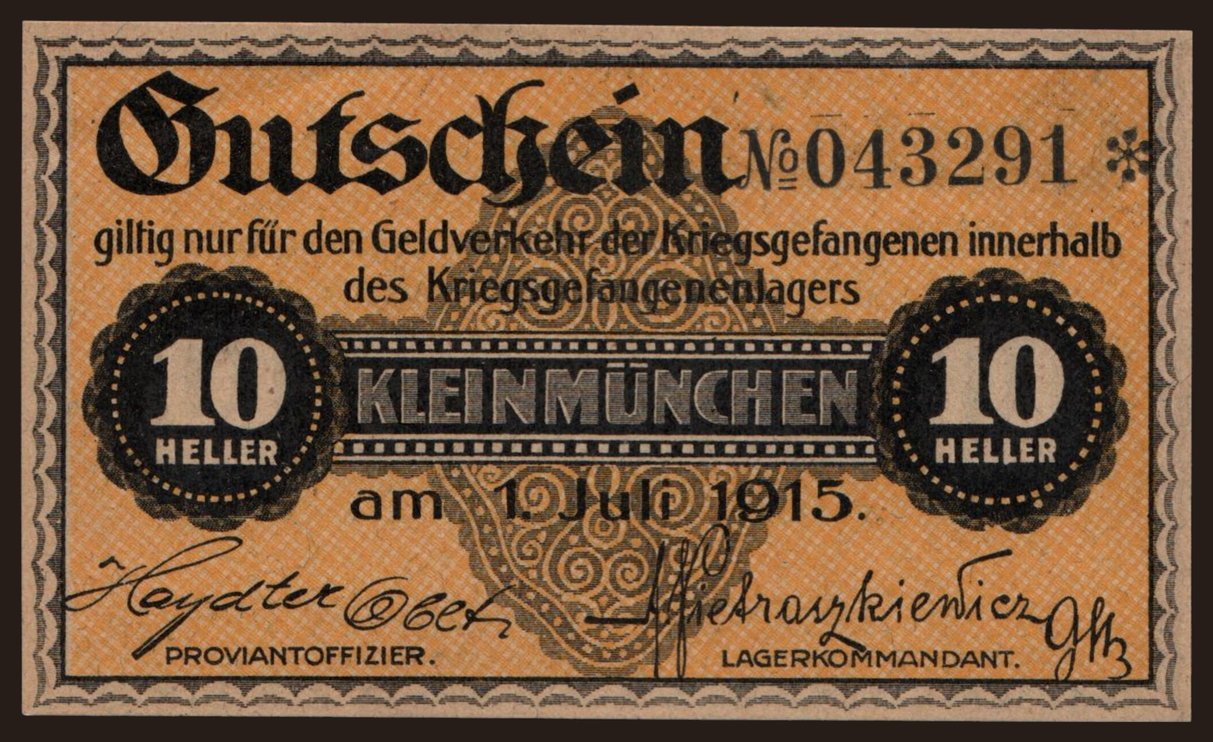 Gutschein № 043291 *
giltig nur für den Geldverkehr der Kriegsgefangenen innerhalb
des Kriegsgefangenenlagers
10 HELLER
KLEINMÜNCHEN
10 HELLER
am 1. Juli 1915.
Haydter
Pietraszkiewicz
PROVIANTOFFIZIER.
LAGERKOMMANDANT.